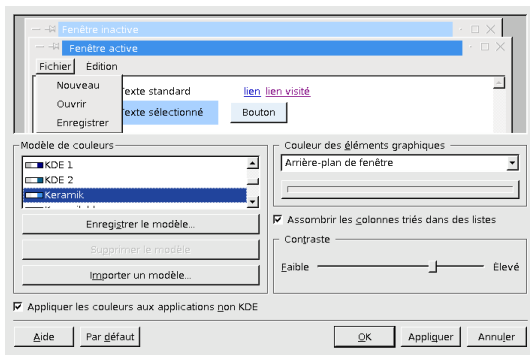 Fenêtre inactive
Fenêtre active
Fichier Édition
Nouveau
Ouvrir
Enregistrer
Texte standard lien lien visité
Texte sélectionné Bouton
Modèle de couleurs
KDE 1
KDE 2
Keramik
Enregistrer le modèle...
Supprimer le modèle
Importer un modèle...
Couleur des éléments graphiques
Arrière-plan de fenêtre
Assombrir les colonnes triés dans des listes
Contraste
Faible Élevé
Appliquer les couleurs aux applications non KDE
Aide Par défaut OK Appliquer Annuler